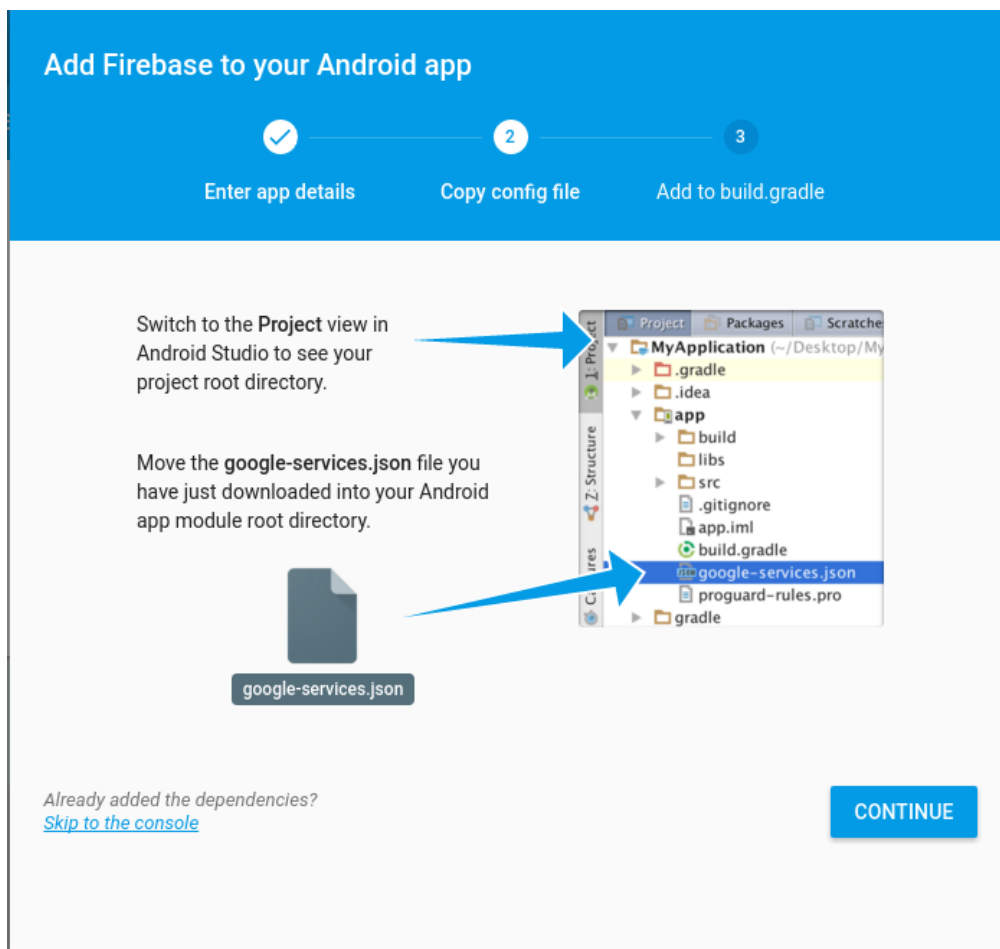 Add Firebase to your Android app
2
3
Enter app details
Copy config file
Add to build.gradle
Switch to the Project view in
Android Studio to see your
project root directory.
Move the google-services.json file you
have just downloaded into your Android
app module root directory.
google-services.json
Project
Packages
Scratche
1: Project
Z: Structure
MyApplication (~/Desktop/My
.gradle
.idea
app
build
libs
src
.gitignore
app.iml
build.gradle
google-services.json
proguard-rules.pro
gradle
Already added the dependencies?
Skip to the console
CONTINUE